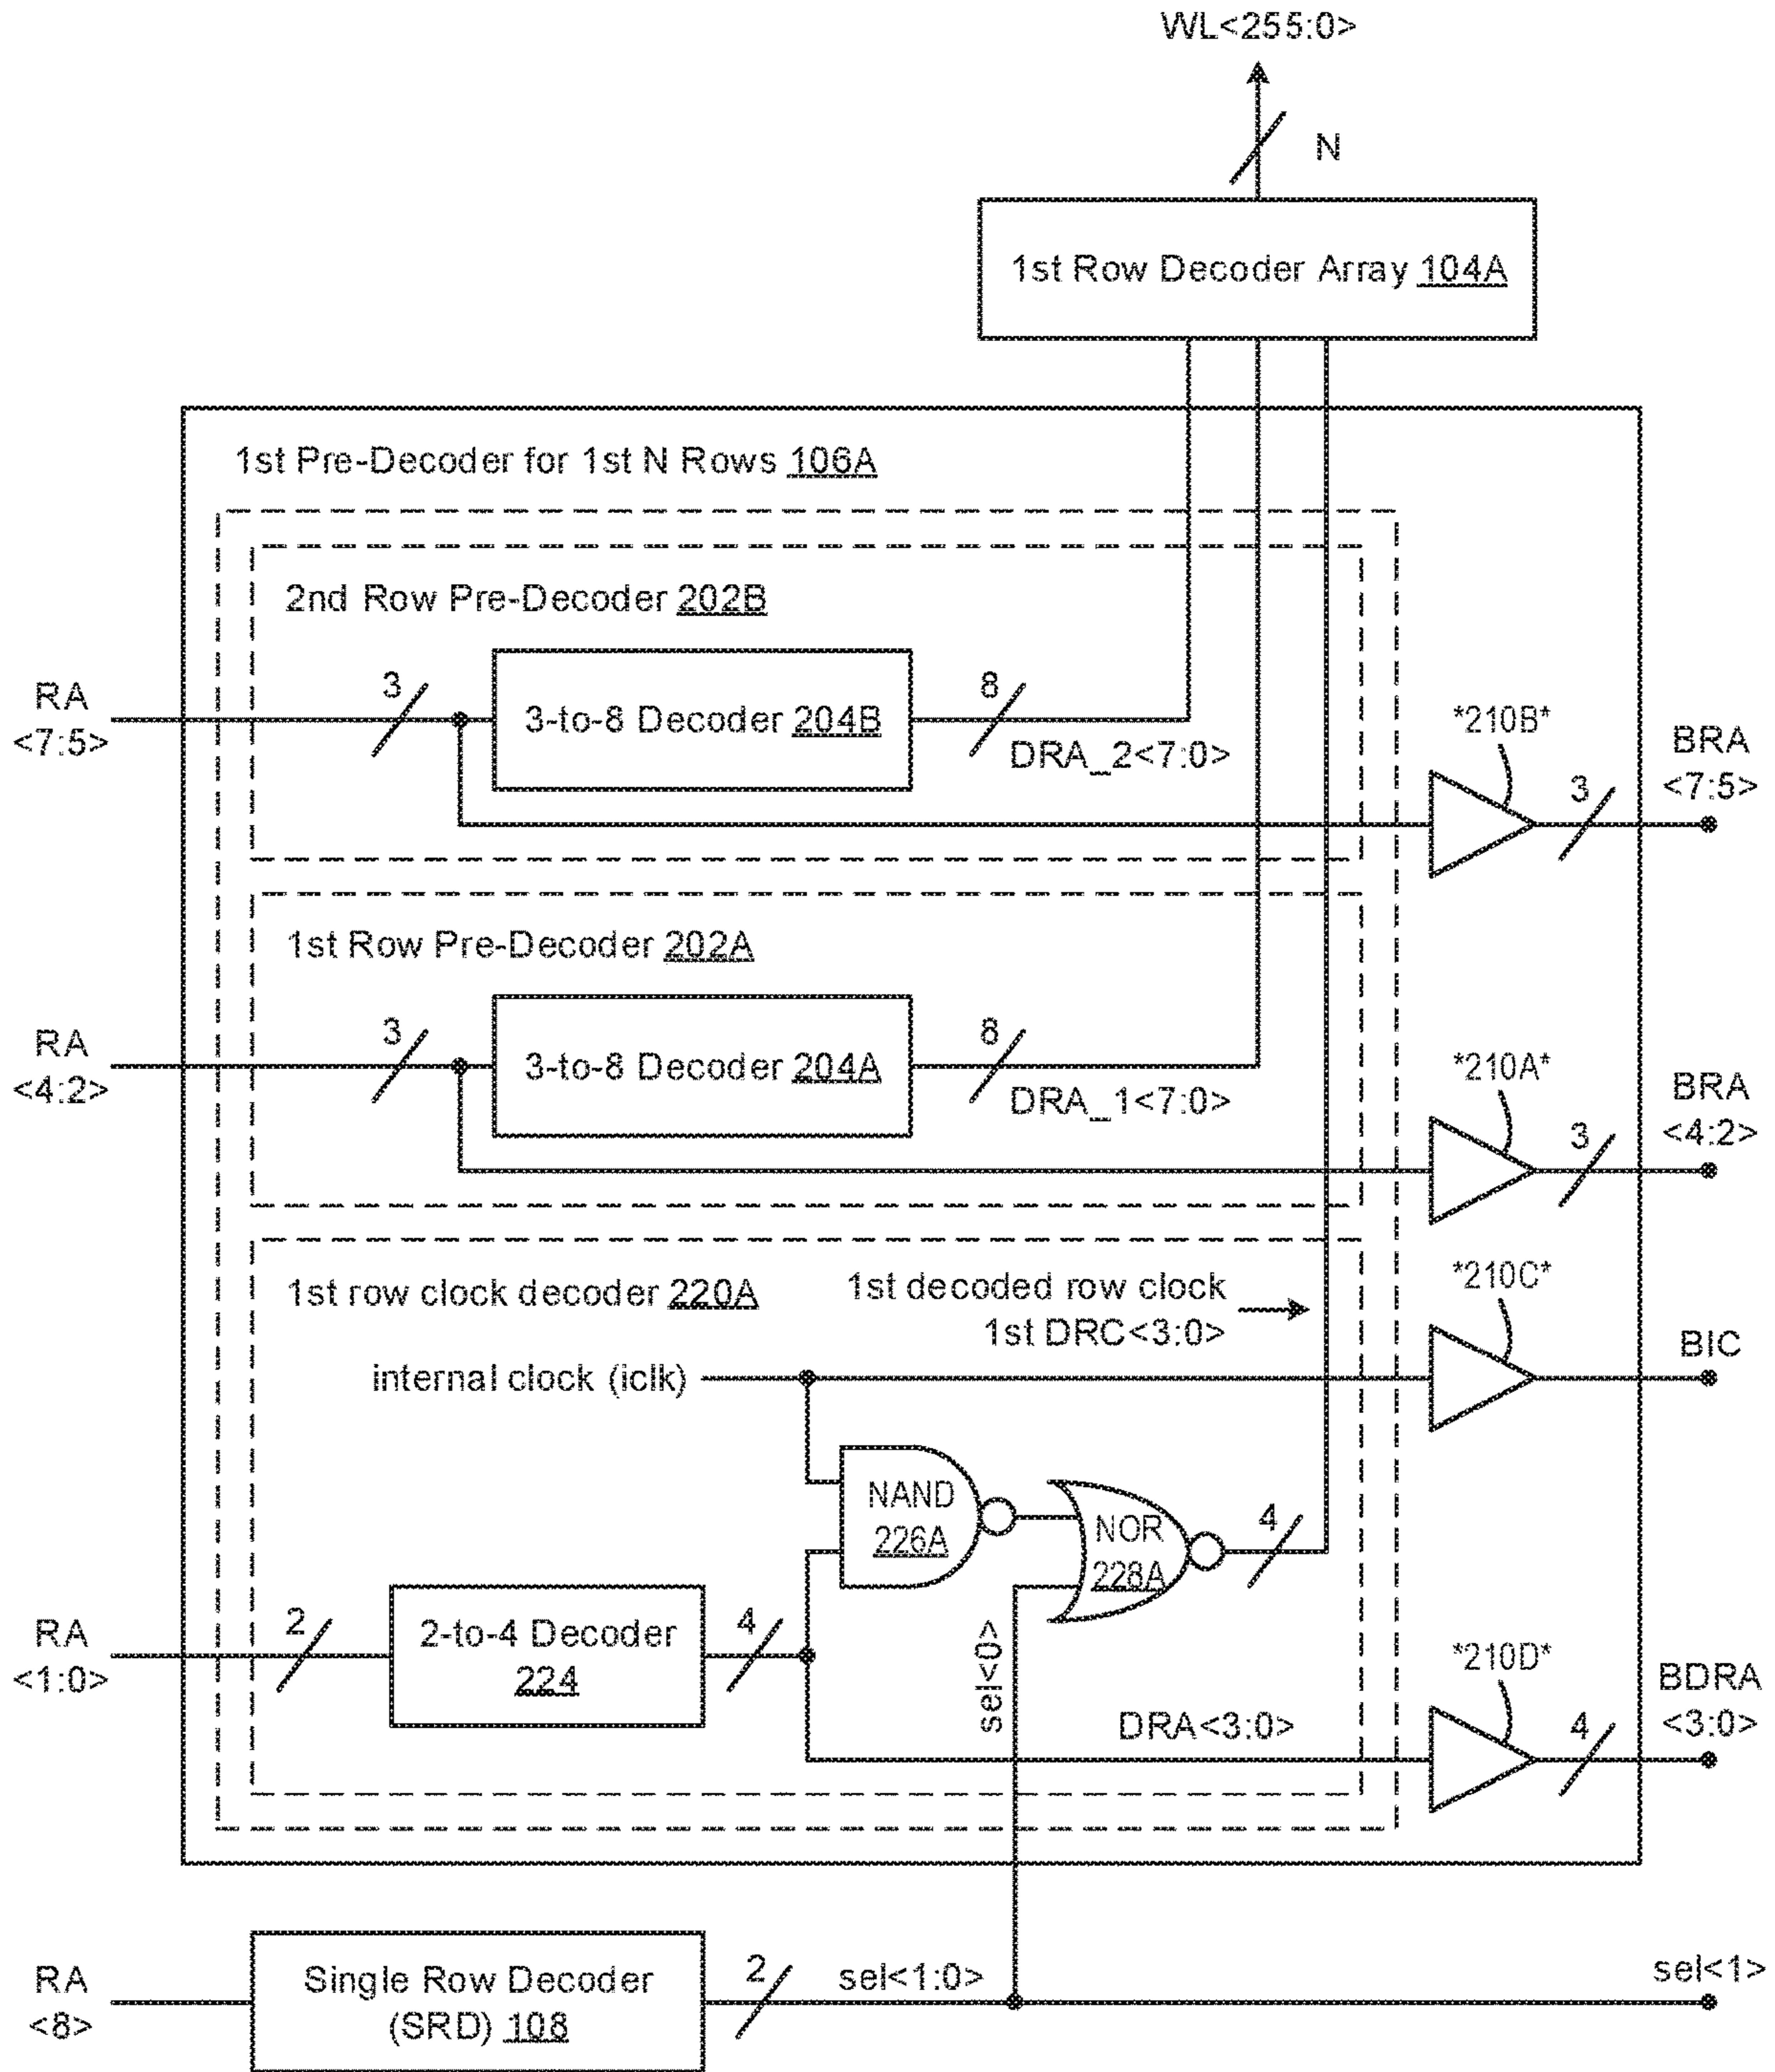 WL<255:0>
N
1st Row Decoder Array 104A
1st Pre-Decoder for 1st N Rows 106A
2nd Row Pre-Decoder 202B
RA
<7:5>
3
3-to-8 Decoder 204B
8
DRA_2<7:0>
*210B*
3
BRA
<7:5>
1st Row Pre-Decoder 202A
RA
<4:2>
3
3-to-8 Decoder 204A
8
DRA_1<7:0>
*210A*
3
BRA
<4:2>
1st row clock decoder 220A
1st decoded row clock
1st DRC<3:0>
*210C*
internal clock (iclk)
BIC
NAND
226A
NOR
228A
4
RA
<1:0>
2
2-to-4 Decoder
224
4
sel<0>
DRA<3:0>
*210D*
4
BDRA
<3:0>
RA
<8>
Single Row Decoder
(SRD) 108
2
sel<1:0>
sel<1>